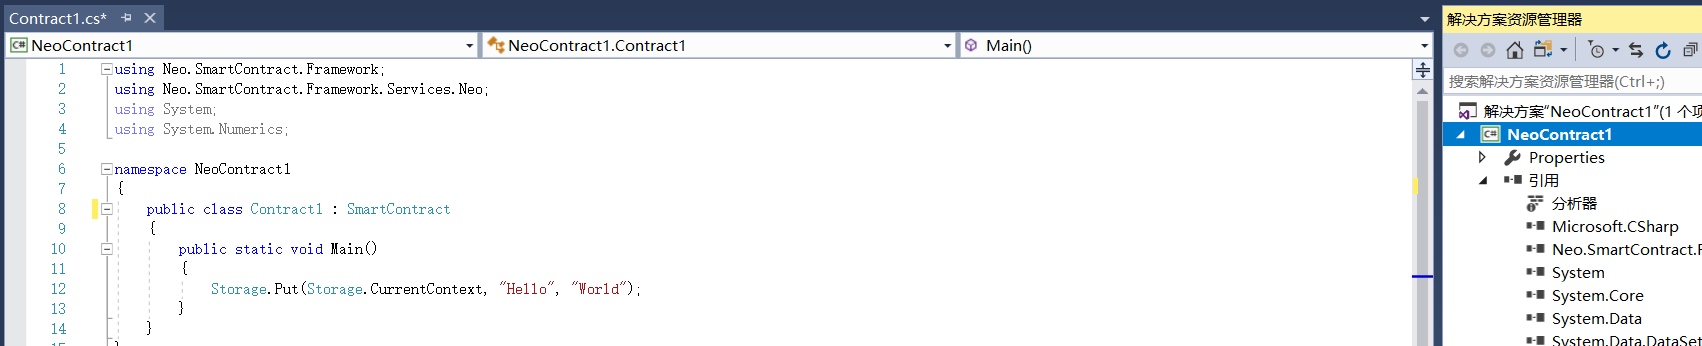 Contract1.cs*
NeoContract1
NeoContract1.Contract1
Main()
1 using Neo.SmartContract.Framework;
2 using Neo.SmartContract.Framework.Services.Neo;
3 using System;
4 using System.Numerics;
5
6 namespace NeoContract1
7 {
8 public class Contract1 : SmartContract
9 {
10 public static void Main()
11 {
12 Storage.Put(Storage.CurrentContext, "Hello", "World");
13 }
14 }
解决方案资源管理器
搜索解决方案资源管理器(Ctrl+;)
解决方案"NeoContract1"(1 个项
NeoContract1
Properties
引用
分析器
Microsoft.CSharp
Neo.SmartContract.F
System
System.Core
System.Data
System.Data.DataSet